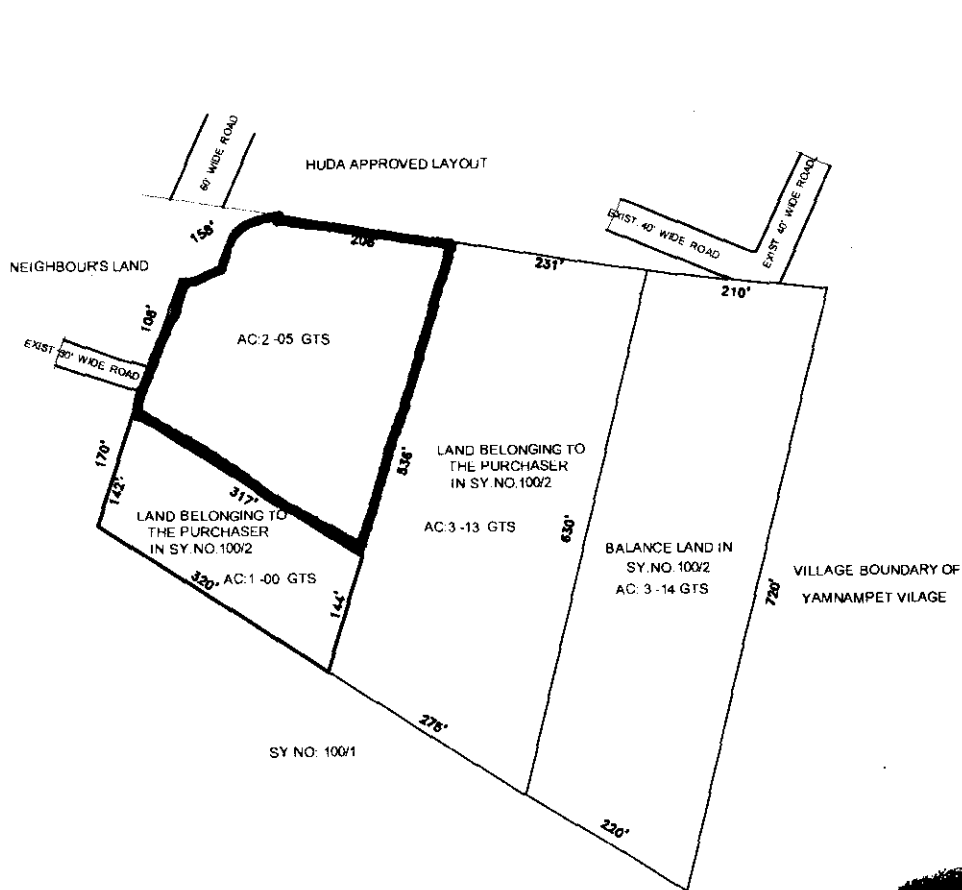 60' WIDE ROAD
HUDA APPROVED LAYOUT
EXIST 40' WIDE ROAD
EXIST 40' WIDE ROAD
158'
208'
231'
210'
NEIGHBOUR'S LAND
108'
AC:2 -05 GTS
WIDE ROAD
EXIST
170'
142'
317'
LAND BELONGING TO
THE PURCHASER
IN SY.NO.100/2
AC:1 -00 GTS
320'
144'
LAND BELONGING TO
THE PURCHASER
IN SY.NO.100/2
AC:3 -13 GTS
630'
BALANCE LAND IN
SY.NO.100/2
AC: 3 -14 GTS
720'
VILLAGE BOUNDARY OF
YAMNAMPET VILAGE
SY NO: 100/1
220'